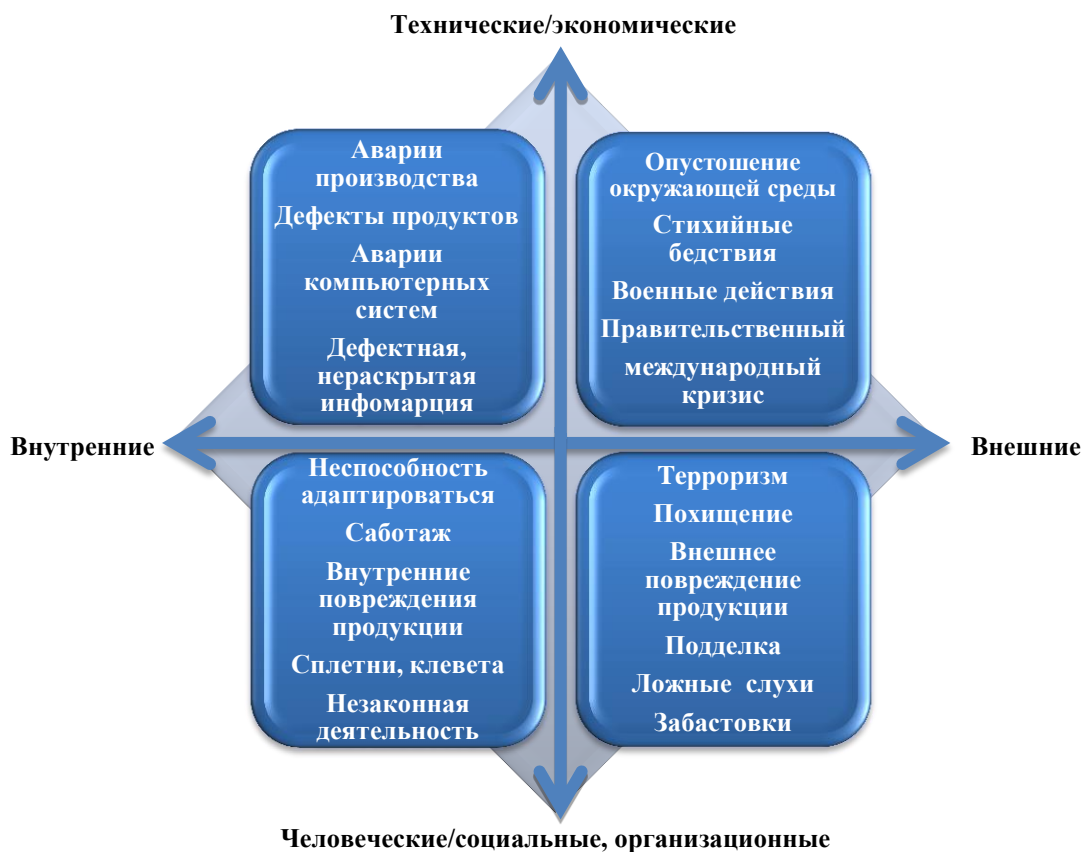 Технические/экономические
Аварии
производства
Дефекты продуктов
Аварии
компьютерных
систем
Дефектная,
нераскрытая
инфомарция
Опустошение
окружающей среды
Стихийные
бедствия
Военные действия
Правительственный
международный
кризис
Внутренние
Внешние
Неспособность
адаптироваться
Саботаж
Внутренние
повреждения
продукции
Сплетни, клевета
Незаконная
деятельность
Терроризм
Похищение
Внешнее
повреждение
продукции
Подделка
Ложные слухи
Забастовки
Человеческие/социальные, организационные